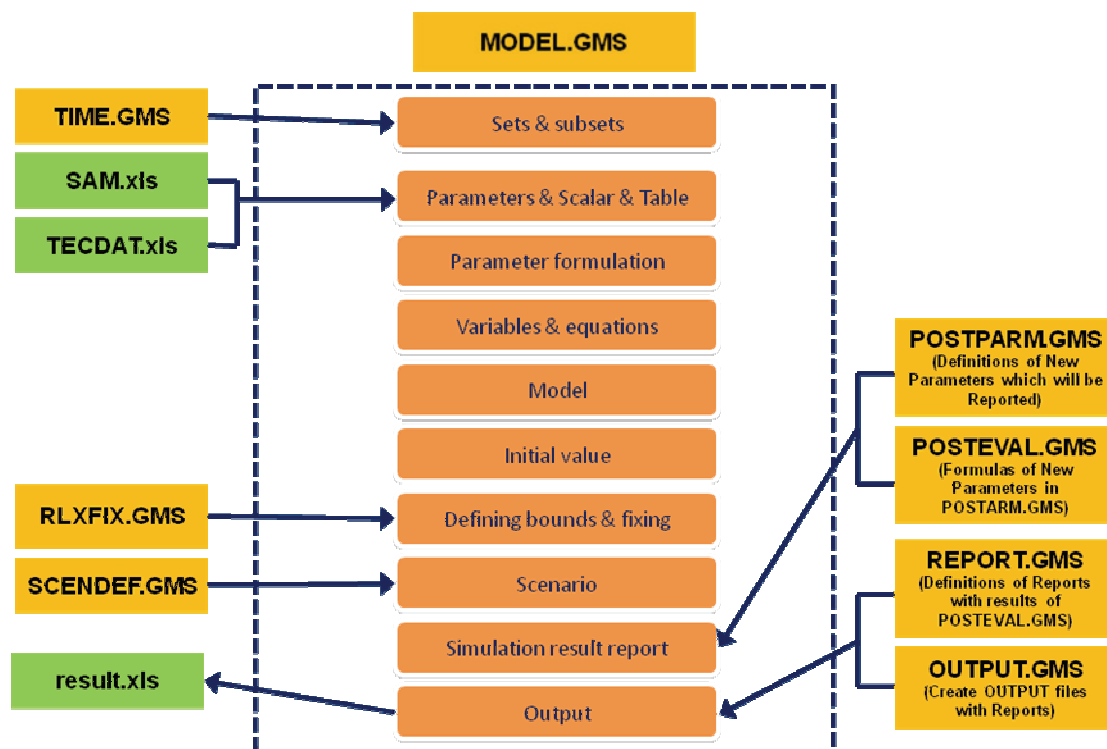 MODEL.GMS
TIME.GMS
SAM.xls
TECDAT.xls
RLXFIX.GMS
SCENDEF.GMS
result.xls
Sets & subsets
Parameters & Scalar & Table
Parameter formulation
Variables & equations
Model
Initial value
Defining bounds & fixing
Scenario
Simulation result report
Output
POSTPARM.GMS
(Definitions of New
Parameters which will be
Reported)
POSTEVAL.GMS
(Formulas of New
Parameters in
POSTARM.GMS)
REPORT.GMS
(Definitions of Reports
with results of
POSTEVAL.GMS)
OUTPUT.GMS
(Create OUTPUT files
with Reports)